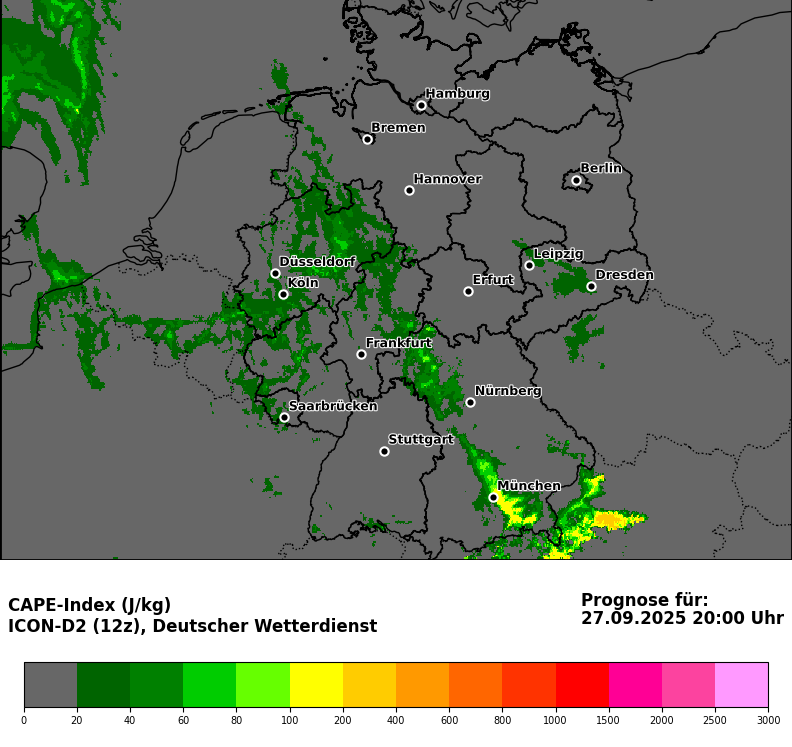 Hamburg
Bremen
Hannover
Berlin
Düsseldorf
Köln
Leipzig
Erfurt
Dresden
Frankfurt
Nürnberg
Saarbrücken
Stuttgart
München
CAPE-Index (J/kg)
ICON-D2 (12z), Deutscher Wetterdienst
Prognose für:
27.09.2025 20:00 Uhr
0 20 40 60 80 100 200 400 600 800 1000 1500 2000 2500 3000